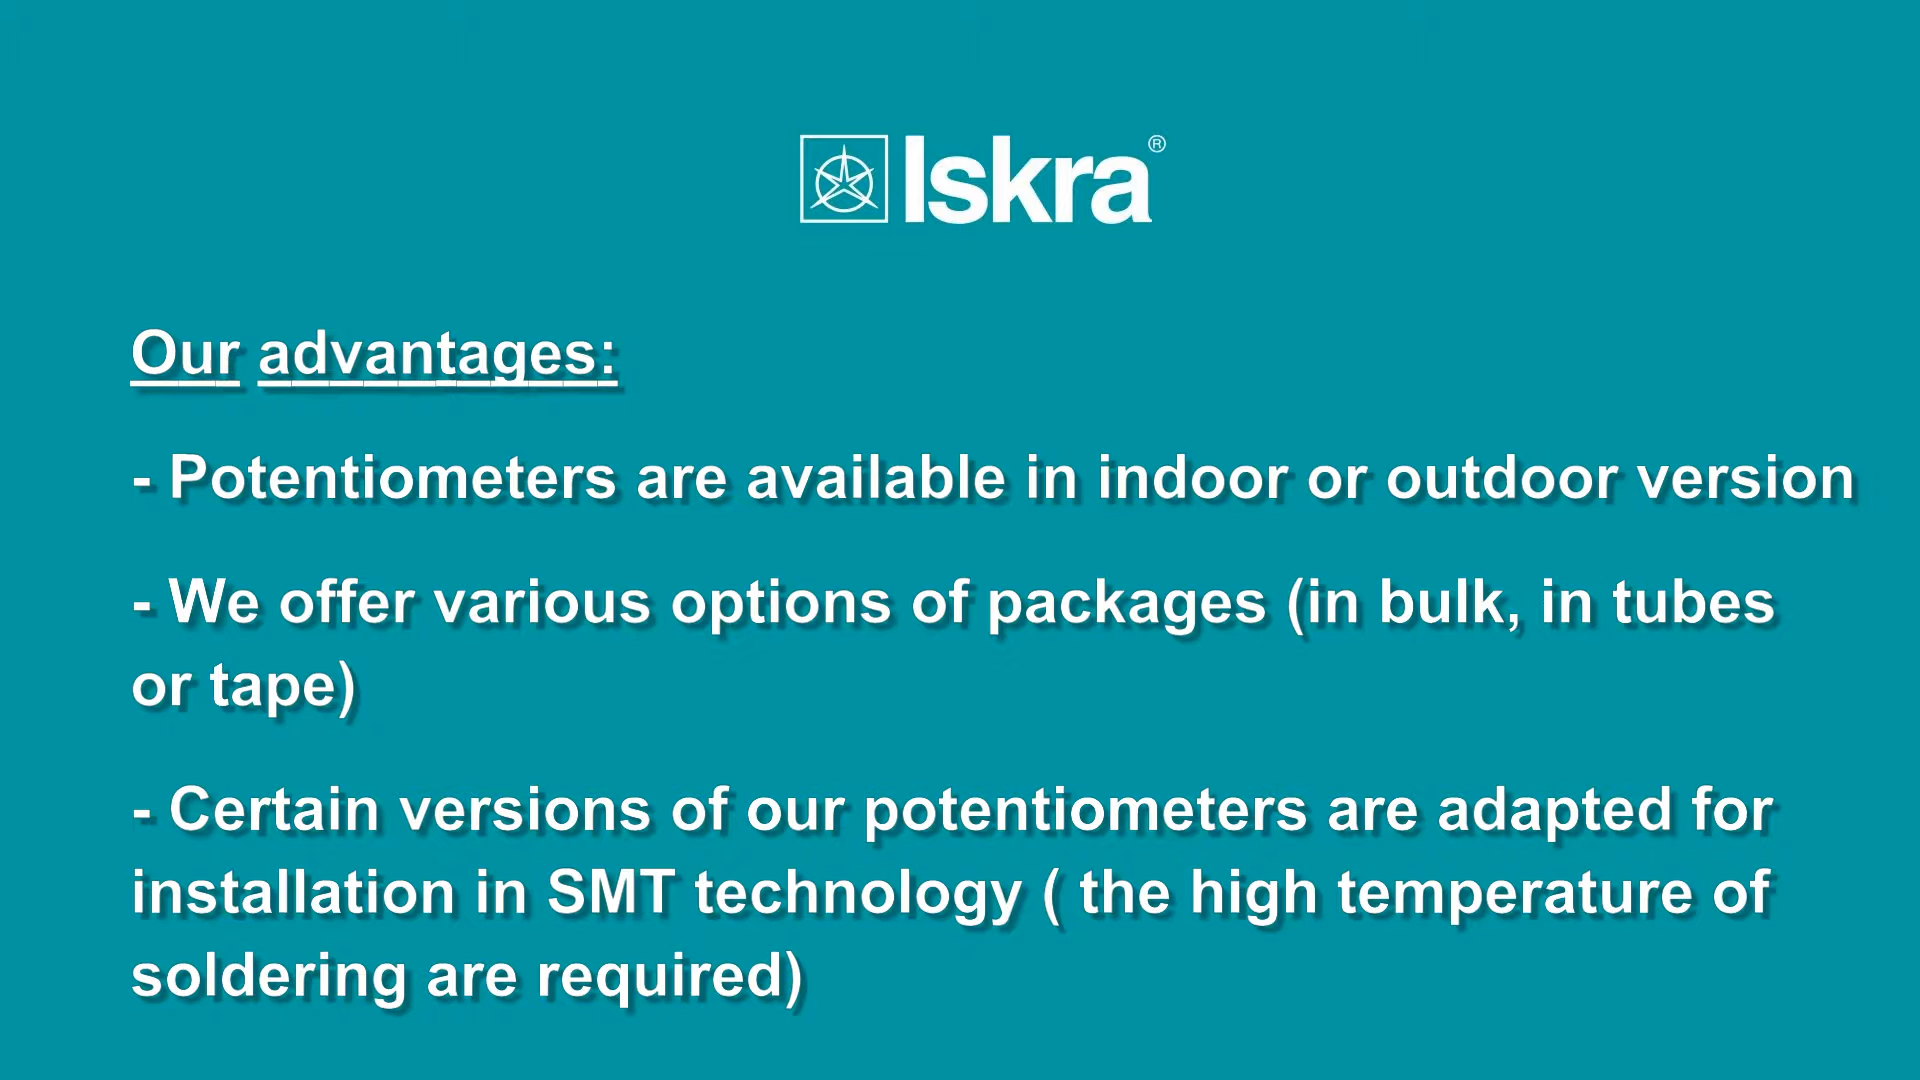 Iskra®
Our advantages:
- Potentiometers are available in indoor or outdoor version
- We offer various options of packages (in bulk, in tubes
or tape)
- Certain versions of our potentiometers are adapted for
installation in SMT technology ( the high temperature of
soldering are required)